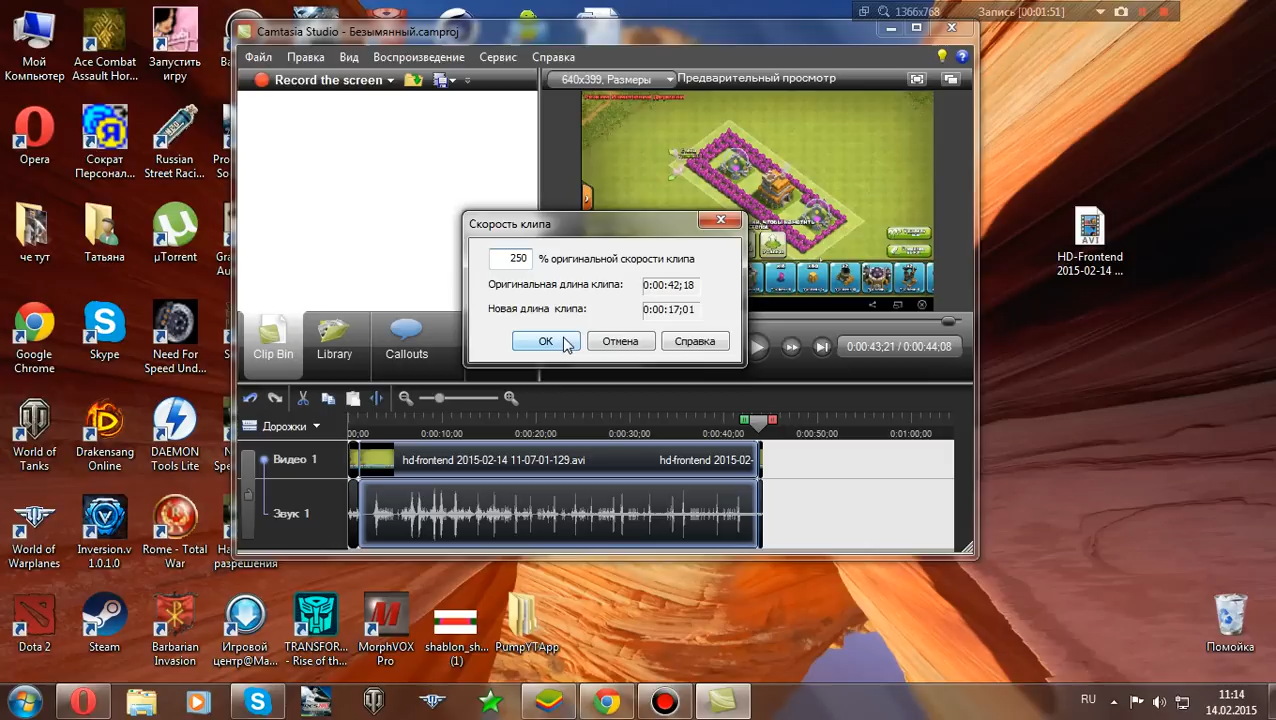 1366x768
Запись [00:01:51]
Camtasia Studio - Безымянный.camproj
Файл Правка Вид Воспроизведение Сервис Справка
Record the screen
640x399, Размеры
Предварительный просмотр
Скорость клипа
250 % оригинальной скорости клипа
Оригинальная длина клипа: 0:00:42;18
Новая длина клипа: 0:00:17;01
OK Отмена Справка
Clip Bin
Library
Callouts
0:00:43;21 / 0:00:44;08
Дорожки
00;00 0:00:10;00 0:00:20;00 0:00:30;00 0:00:40;00 0:00:50;00 0:01:00;00
Видео 1
hd-frontend 2015-02-14 11-07-01-129.avi
hd-frontend 2015-02-
Звук 1
Мой Компьютер
Ace Combat Assault Hor...
Запустить игру
Opera
Сократ Персонал...
Russian Street Raci...
че тут
Татьяна
µTorrent
Google Chrome
Skype
Need For Speed Und...
World of Tanks
Drakensang Online
DAEMON Tools Lite
World of Warplanes
Inversion.v 1.0.1.0
Rome - Total War
разрешения
Dota 2
Steam
Barbarian Invasion
Игровой центр@Ma...
TRANSFOR... - Rise of the...
MorphVOX Pro
shablon_sh... (1)
PumpYTApp
HD-Frontend 2015-02-14 ...
AVI
Помойка
RU
11:14
14.02.2015